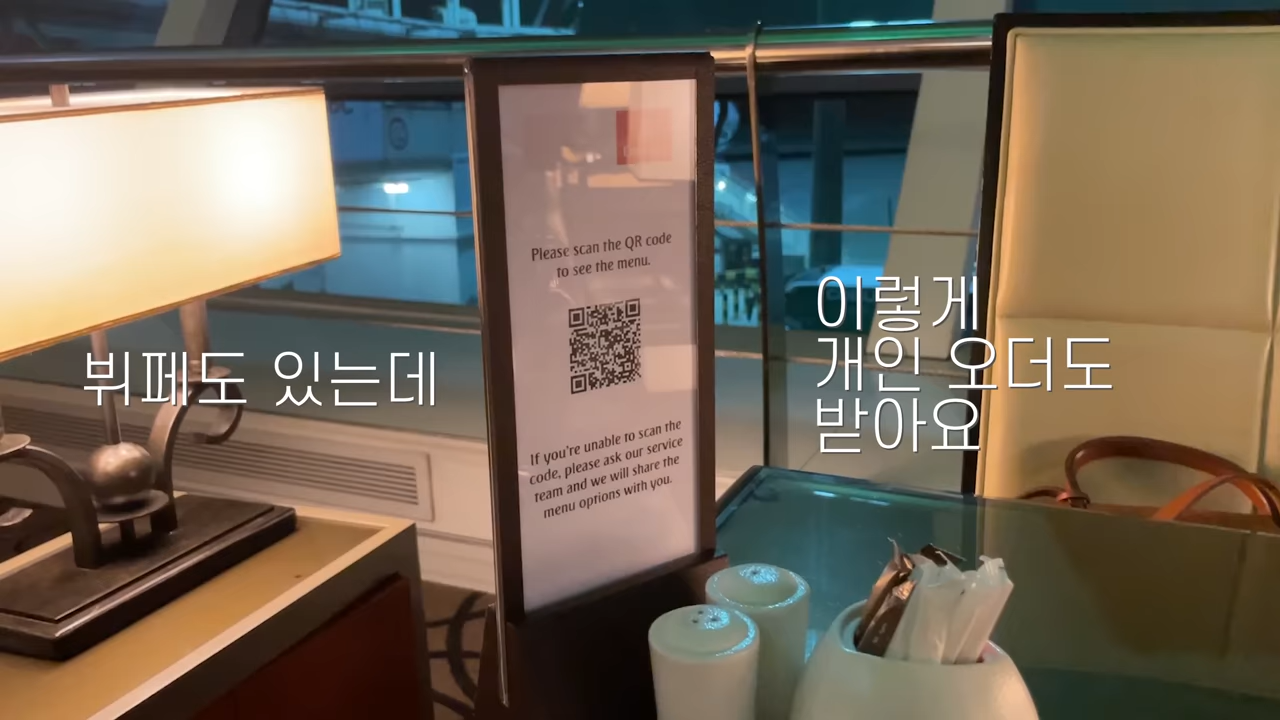 뷔페도 있는데
Please scan the QR code
to see the menu.
If you're unable to scan the
code, please ask our service
team and we will share the
menu options with you.
이렇게
개인 오더도
받아요